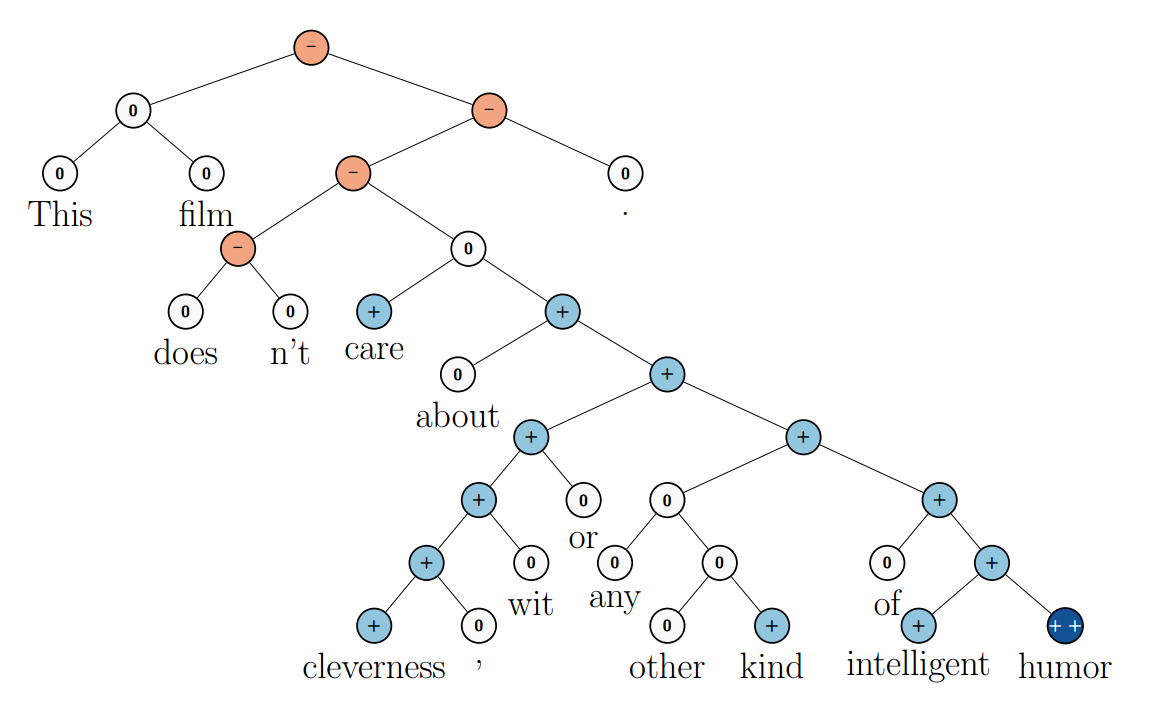 −
0 −
0 0 − 0
This film .
− 0
0 0 + +
does n't care
0 +
about
+ +
+ 0 0 +
or
+ 0 0 0 0 +
wit any of
+ 0 0 + + ++
cleverness , other kind intelligent humor